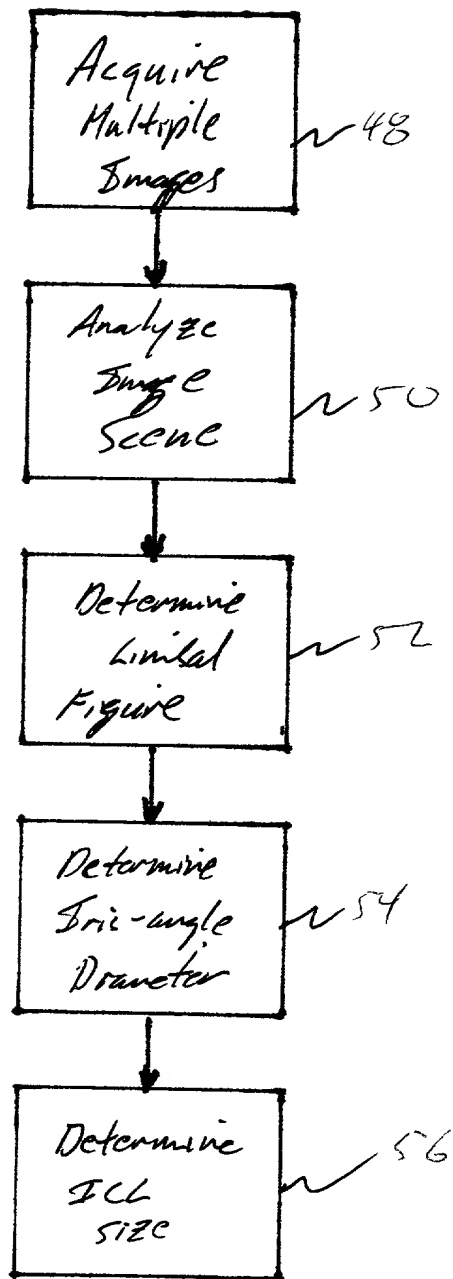 Acquire
Multiple
Images
48
Analyze
Image
Scene
50
Determine
Limbal
Figure
52
Determine
Iric-angle
Diameter
54
Determine
ICL
size
56